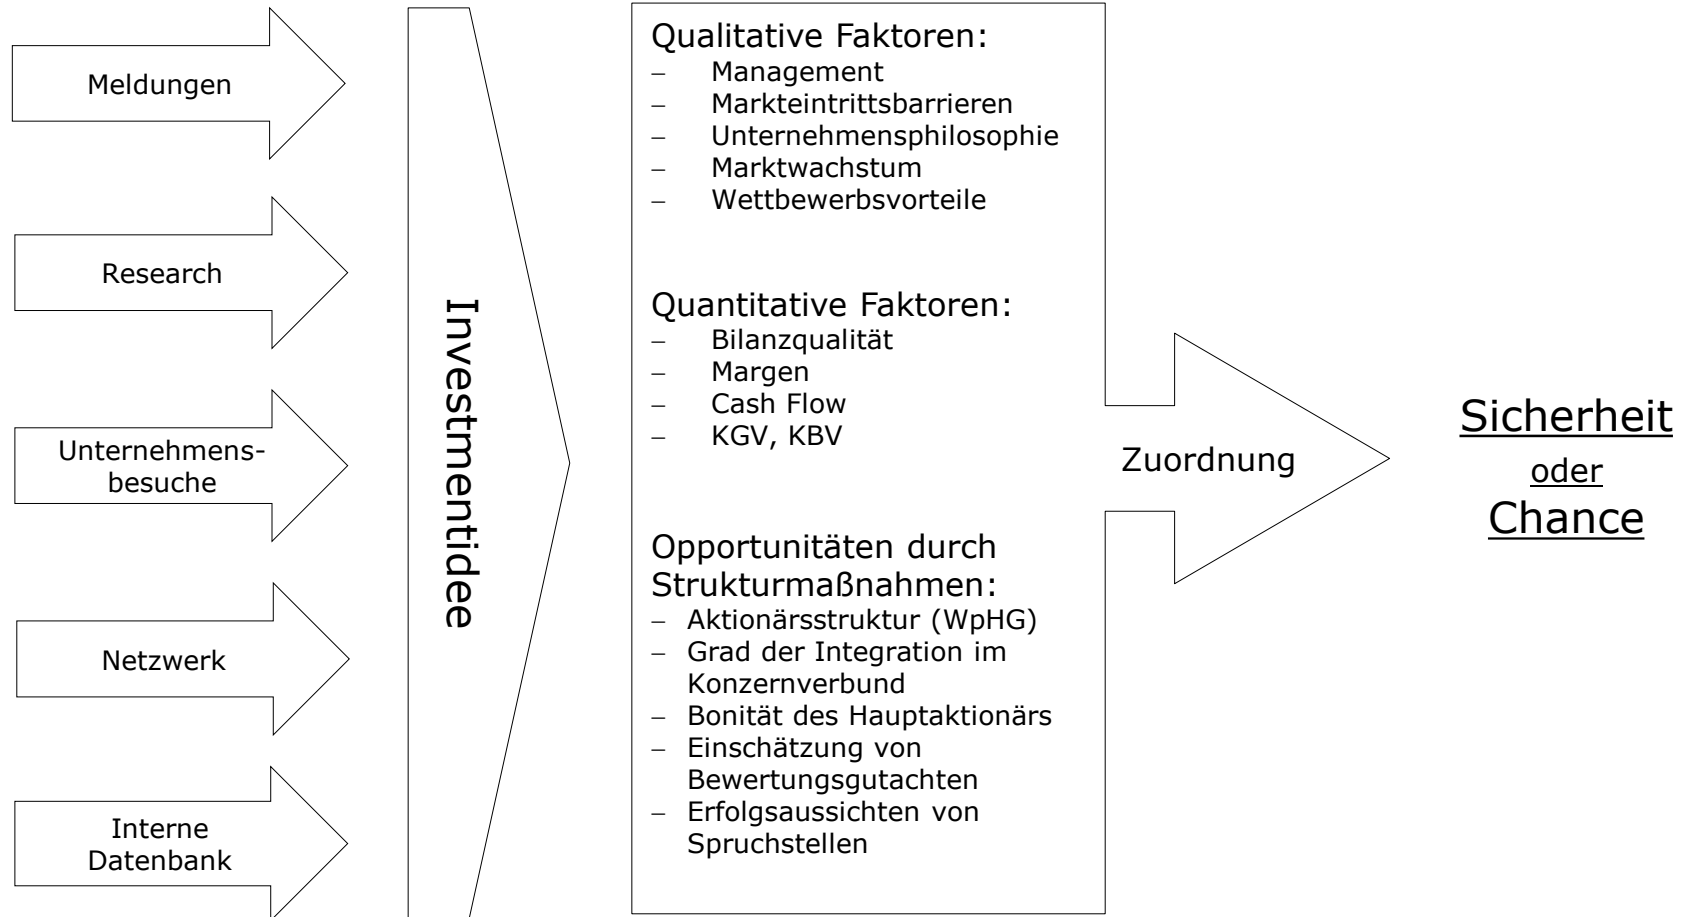 Meldungen
Research
Unternehmens-
besuche
Netzwerk
Interne
Datenbank
Investmentidee
Qualitative Faktoren:
– Management
– Markteintrittsbarrieren
– Unternehmensphilosophie
– Marktwachstum
– Wettbewerbsvorteile
Quantitative Faktoren:
– Bilanzqualität
– Margen
– Cash Flow
– KGV, KBV
Opportunitäten durch
Strukturmaßnahmen:
– Aktionärsstruktur (WpHG)
– Grad der Integration im
Konzernverbund
– Bonität des Hauptaktionärs
– Einschätzung von
Bewertungsgutachten
– Erfolgsaussichten von
Spruchstellen
Zuordnung
Sicherheit
oder
Chance